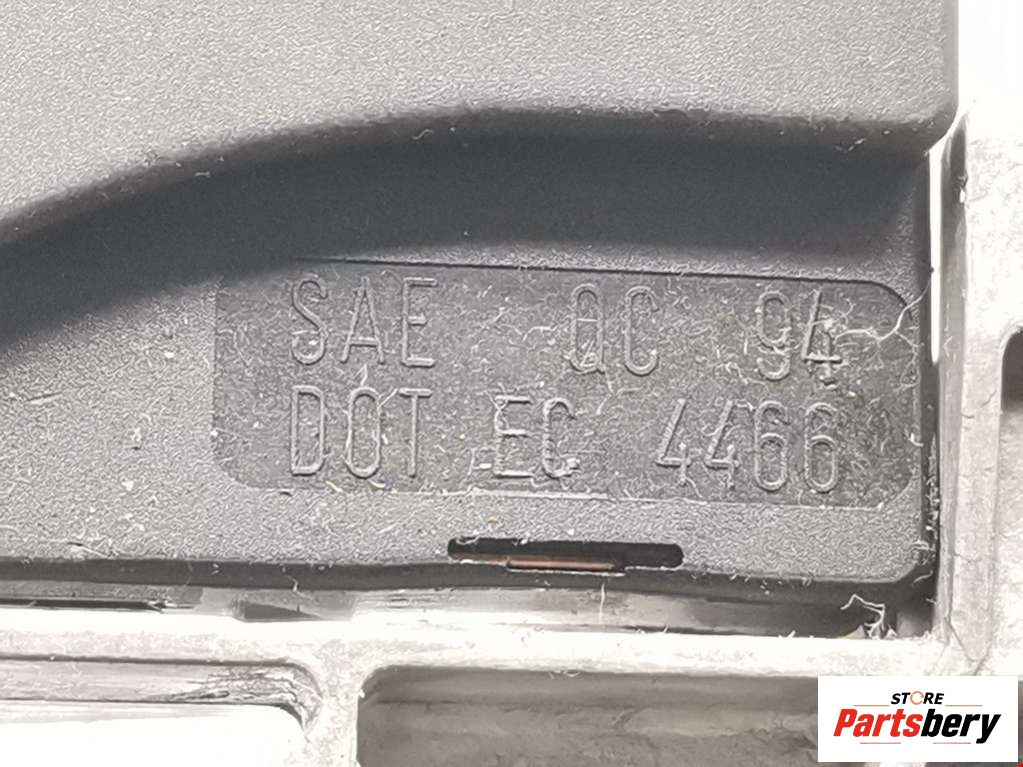 SAE QC 94
DOT EC 4466
STORE
Partsbery